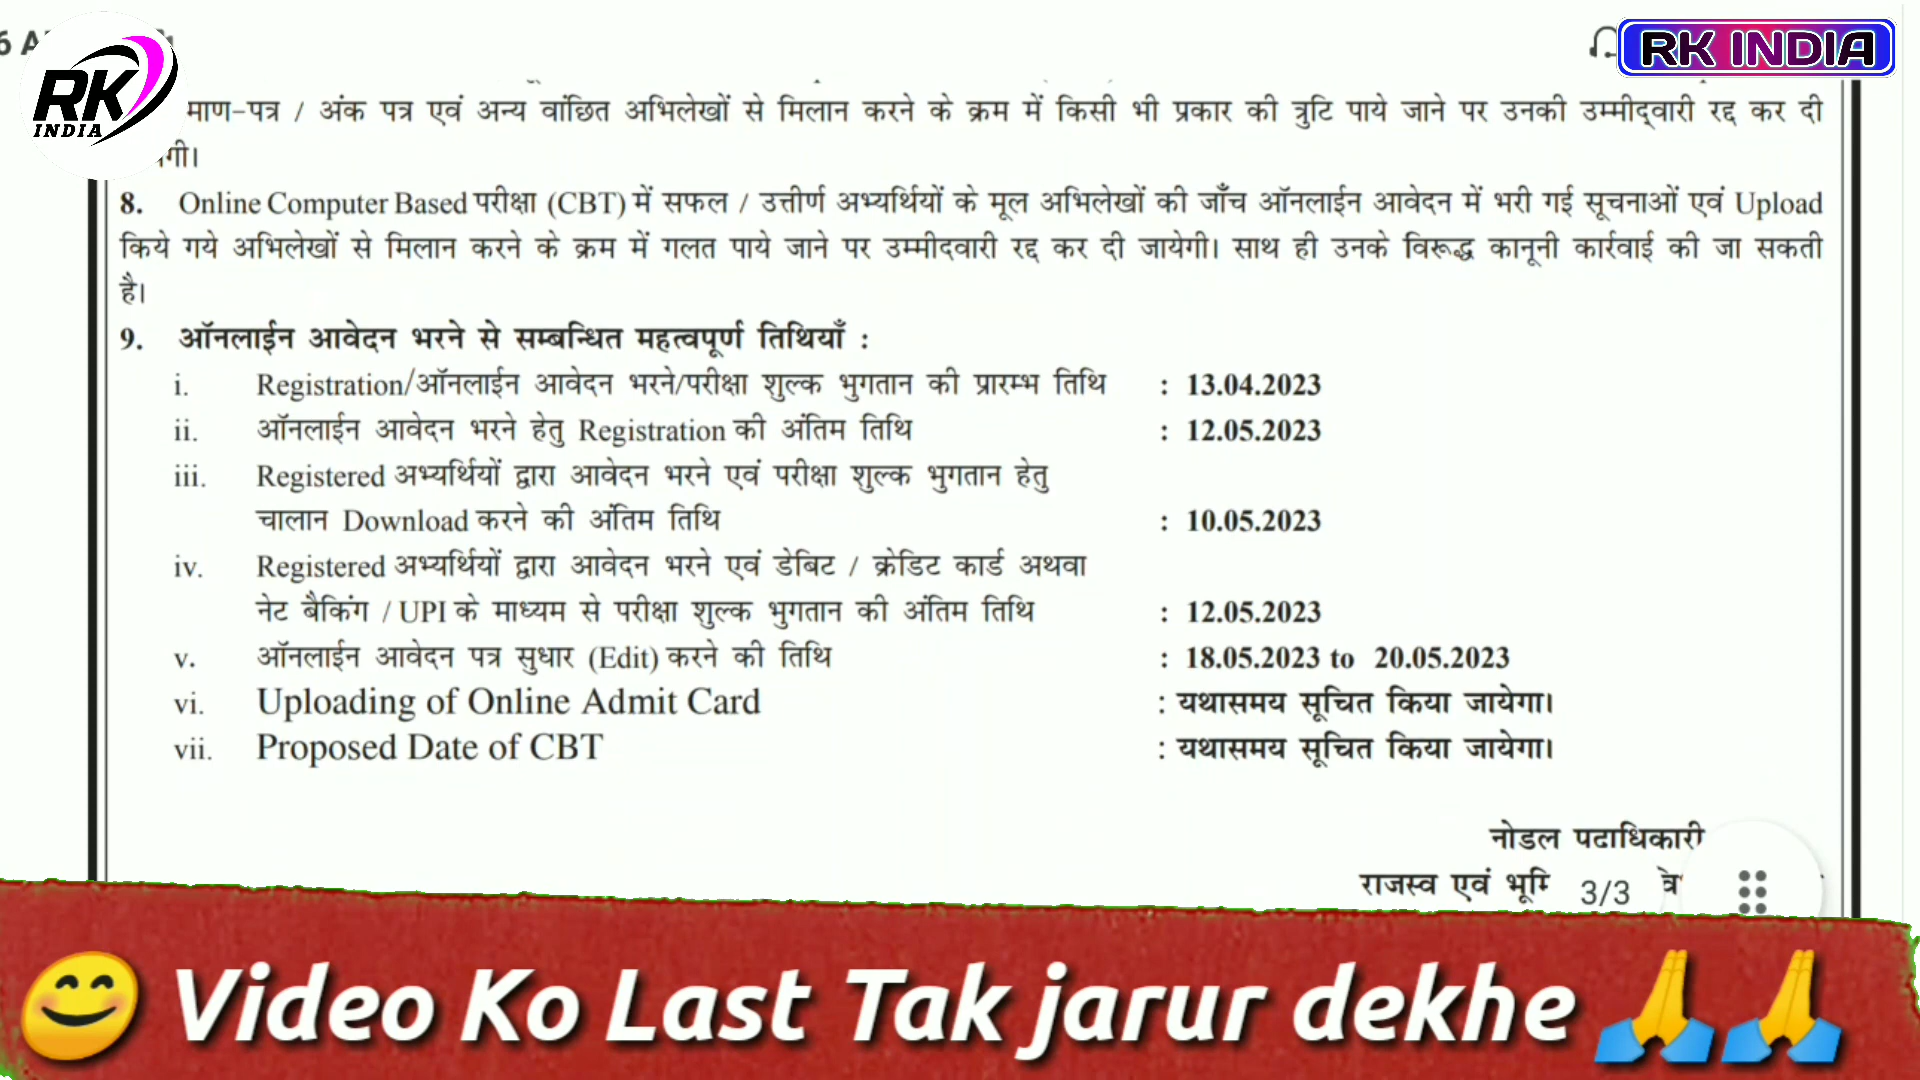 RK
INDIA
RK INDIA
माण-पत्र / अंक पत्र एवं अन्य वांछित अभिलेखों से मिलान करने के क्रम में किसी भी प्रकार की त्रुटि पाये जाने पर उनकी उम्मीद्वारी रद्द कर दी
8. Online Computer Based परीक्षा (CBT) में सफल / उत्तीर्ण अभ्यर्थियों के मूल अभिलेखों की जाँच ऑनलाईन आवेदन में भरी गई सूचनाओं एवं Upload
किये गये अभिलेखों से मिलान करने के क्रम में गलत पाये जाने पर उम्मीदवारी रद्द कर दी जायेगी। साथ ही उनके विरूद्ध कानूनी कार्रवाई की जा सकती
है।
9. ऑनलाईन आवेदन भरने से सम्बन्धित महत्वपूर्ण तिथियाँ :
i. Registration/ऑनलाईन आवेदन भरने/परीक्षा शुल्क भुगतान की प्रारम्भ तिथि : 13.04.2023
ii. ऑनलाईन आवेदन भरने हेतु Registration की अंतिम तिथि : 12.05.2023
iii. Registered अभ्यर्थियों द्वारा आवेदन भरने एवं परीक्षा शुल्क भुगतान हेतु
चालान Download करने की अंतिम तिथि : 10.05.2023
iv. Registered अभ्यर्थियों द्वारा आवेदन भरने एवं डेबिट / क्रेडिट कार्ड अथवा
नेट बैंकिंग / UPI के माध्यम से परीक्षा शुल्क भुगतान की अंतिम तिथि : 12.05.2023
v. ऑनलाईन आवेदन पत्र सुधार (Edit) करने की तिथि : 18.05.2023 to 20.05.2023
vi. Uploading of Online Admit Card : यथासमय सूचित किया जायेगा।
vii. Proposed Date of CBT : यथासमय सूचित किया जायेगा।
नोडल पदाधिकारी
राजस्व एवं भूमि
3/3
Video Ko Last Tak jarur dekhe